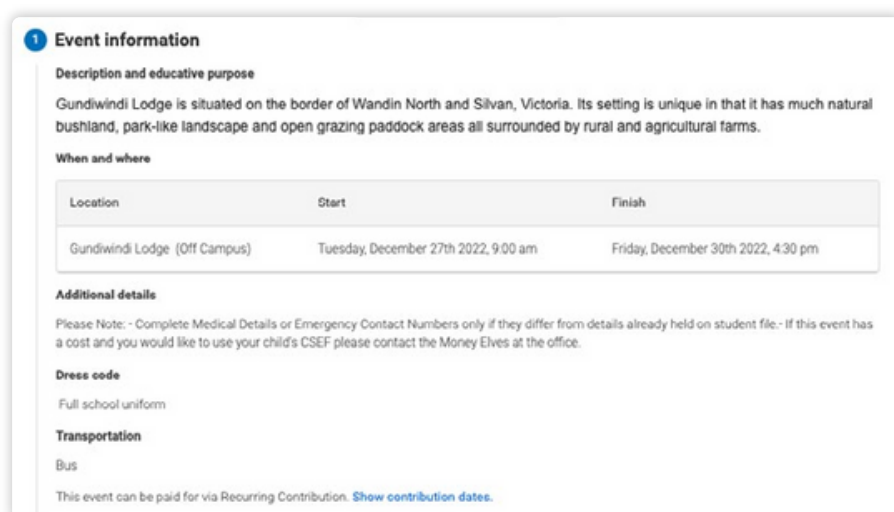 1 Event information
Description and educative purpose
Gundiwindi Lodge is situated on the border of Wandin North and Silvan, Victoria. Its setting is unique in that it has much natural
bushland, park-like landscape and open grazing paddock areas all surrounded by rural and agricultural farms.
When and where
Location Start Finish
Gundiwindi Lodge (Off Campus) Tuesday, December 27th 2022, 9:00 am Friday, December 30th 2022, 4:30 pm
Additional details
Please Note: - Complete Medical Details or Emergency Contact Numbers only if they differ from details already held on student file.- If this event has
a cost and you would like to use your child's CSEF please contact the Money Elves at the office.
Dress code
Full school uniform
Transportation
Bus
This event can be paid for via Recurring Contribution. Show contribution dates.